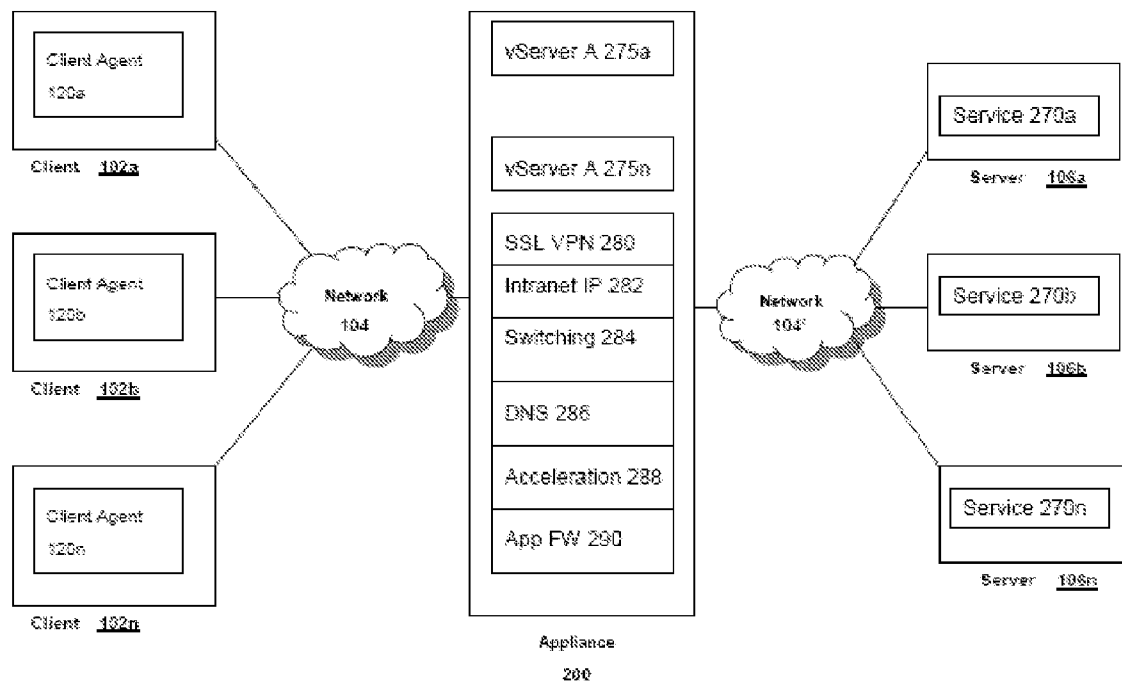 Client Agent
120a
Client 102a
Client Agent
120b
Client 102b
Client Agent
120n
Client 102n
Network
104
vServer A 275a
vServer A 275n
SSL VPN 280
Intranet IP 282
Switching 284
DNS 286
Acceleration 288
App FW 290
Appliance
200
Network
104'
Service 270a
Server 106a
Service 270b
Server 106b
Service 270n
Server 106n